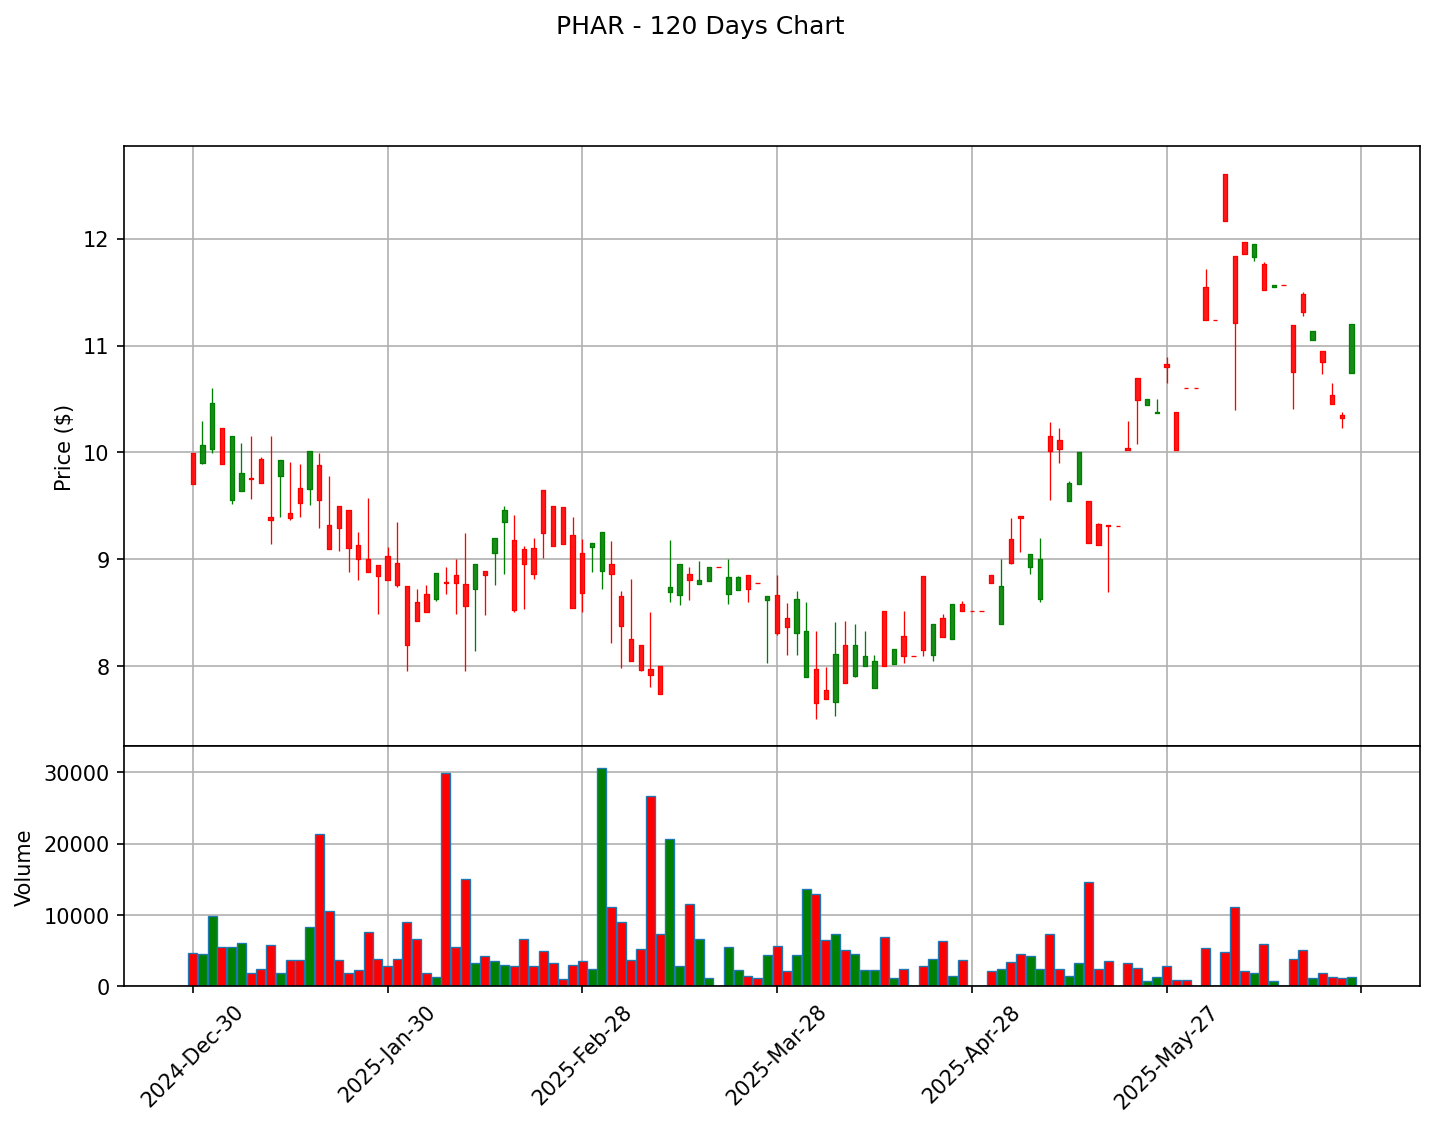 PHAR - 120 Days Chart
Price ($)
12
11
10
9
8
Volume
30000
20000
10000
0
2024-Dec-30
2025-Jan-30
2025-Feb-28
2025-Mar-28
2025-Apr-28
2025-May-27